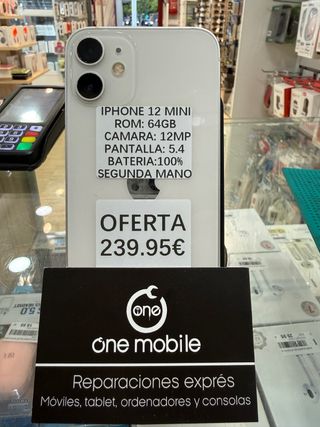 IPHONE 12 MINI
ROM: 64GB
CAMARA: 12MP
PANTALLA: 5.4
BATERIA:100%
SEGUNDA MANO
OFERTA
239.95€
One
One mobile
Reparaciones exprés
Móviles, tablet, ordenadores y consolas